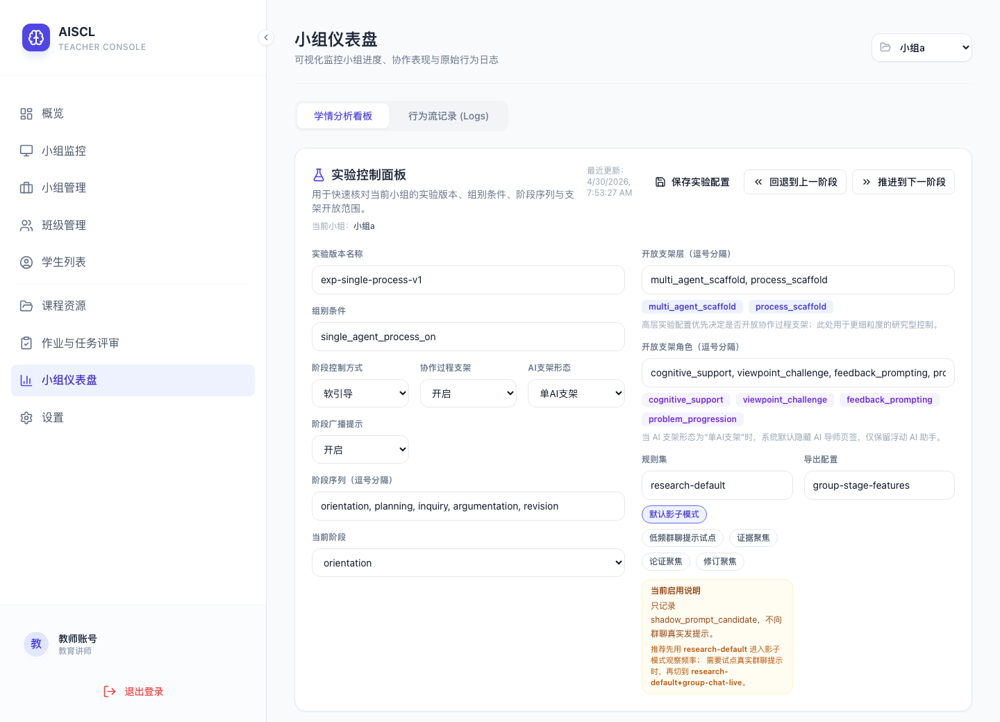 AISCL
TEACHER CONSOLE
概览
小组监控
小组管理
班级管理
学生列表
课程资源
作业与任务评审
小组仪表盘
设置
教
教师账号
教育讲师
退出登录
小组仪表盘
可视化监控小组进度、协作表现与原始行为日志
小组a
学情分析看板
行为流记录 (Logs)
实验控制面板
用于快速核对当前小组的实验版本、组别条件、阶段序列与支
架开放范围。
当前小组：小组a
最近更新：
4/30/2026,
7:53:27 AM
保存实验配置
回退到上一阶段
推进到下一阶段
实验版本名称
exp-single-process-v1
组别条件
single_agent_process_on
阶段控制方式
协作过程支架
AI支架形态
软引导
开启
单AI支架
阶段广播提示
开启
阶段序列（逗号分隔）
orientation, planning, inquiry, argumentation, revision
当前阶段
orientation
开放支架层（逗号分隔）
multi_agent_scaffold, process_scaffold
multi_agent_scaffold
process_scaffold
高层实验配置优先决定是否开放协作过程支架；此处用于更细粒度的研究型控制。
开放支架角色（逗号分隔）
cognitive_support, viewpoint_challenge, feedback_prompting, prc
cognitive_support
viewpoint_challenge
feedback_prompting
problem_progression
当 AI 支架形态为“单AI支架”时，系统默认隐藏 AI 导师页签，仅保留浮动 AI 助手。
规则集
导出配置
research-default
group-stage-features
默认影子模式
低频群聊提示试点
证据聚焦
论证聚焦
修订聚焦
当前启用说明
只记录
shadow_prompt_candidate，不向
群聊真实发提示。
推荐先用 research-default 进入影子
模式观察频率； 需要试点真实群聊提示
时，再切到 research-
default+group-chat-live。